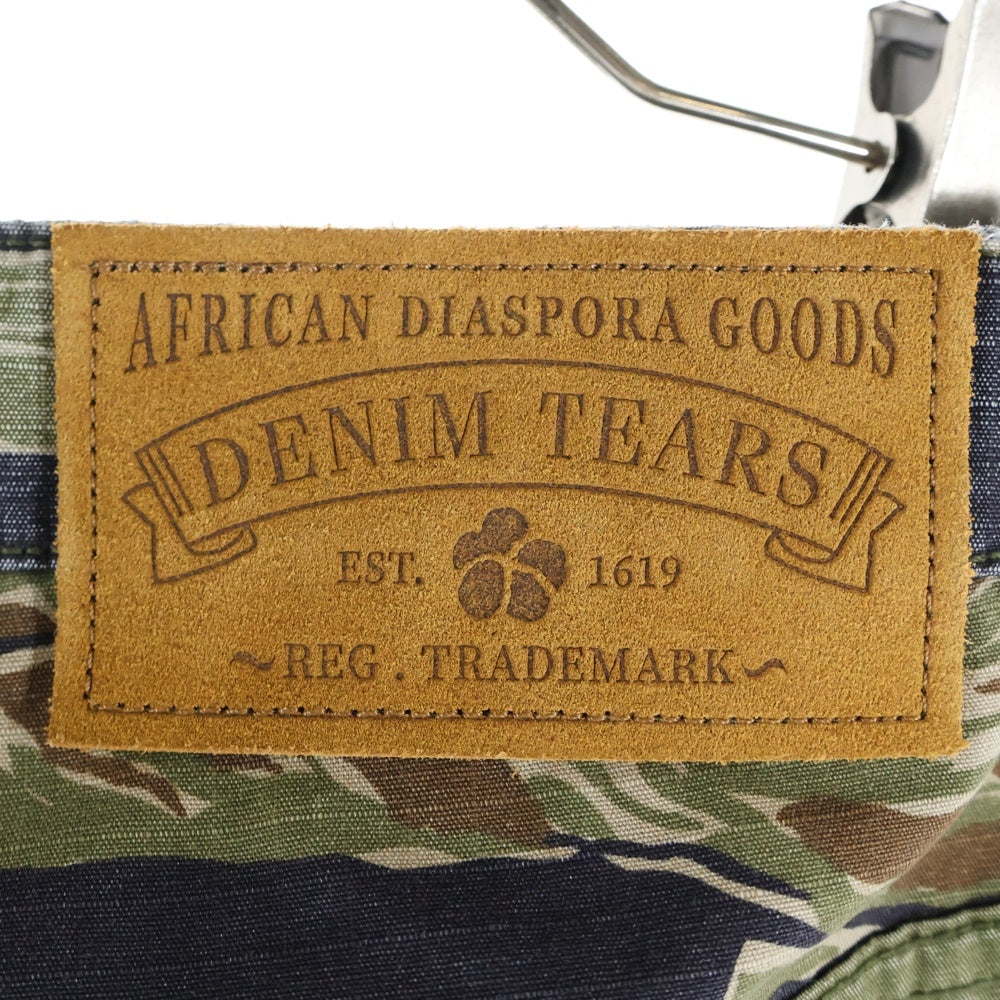 AFRICAN DIASPORA GOODS
DENIM TEARS
EST. 1619
~REG. TRADEMARK~